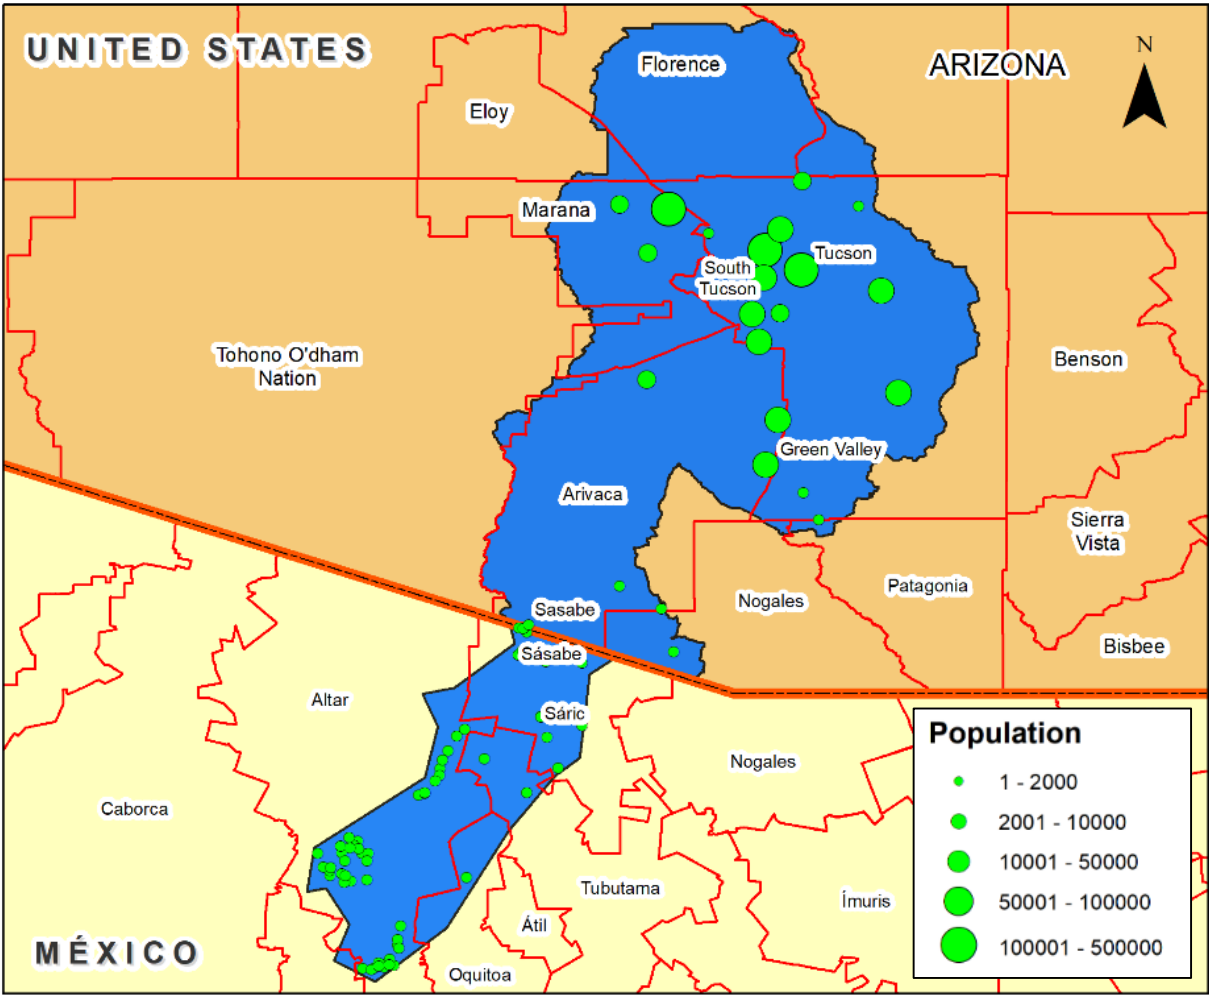 UNITED STATES
Florence
ARIZONA
N
Eloy
Marana
Tucson
South
Tucson
Tohono O'dham
Nation
Benson
Green Valley
Arivaca
Sierra
Vista
Patagonia
Nogales
Sasabe
Bisbee
Sásabe
Altar
Sáric
Nogales
Caborca
Tubutama
Ímuris
Átil
MÉXICO
Oquitoa
Population
1 - 2000
2001 - 10000
10001 - 50000
50001 - 100000
100001 - 500000